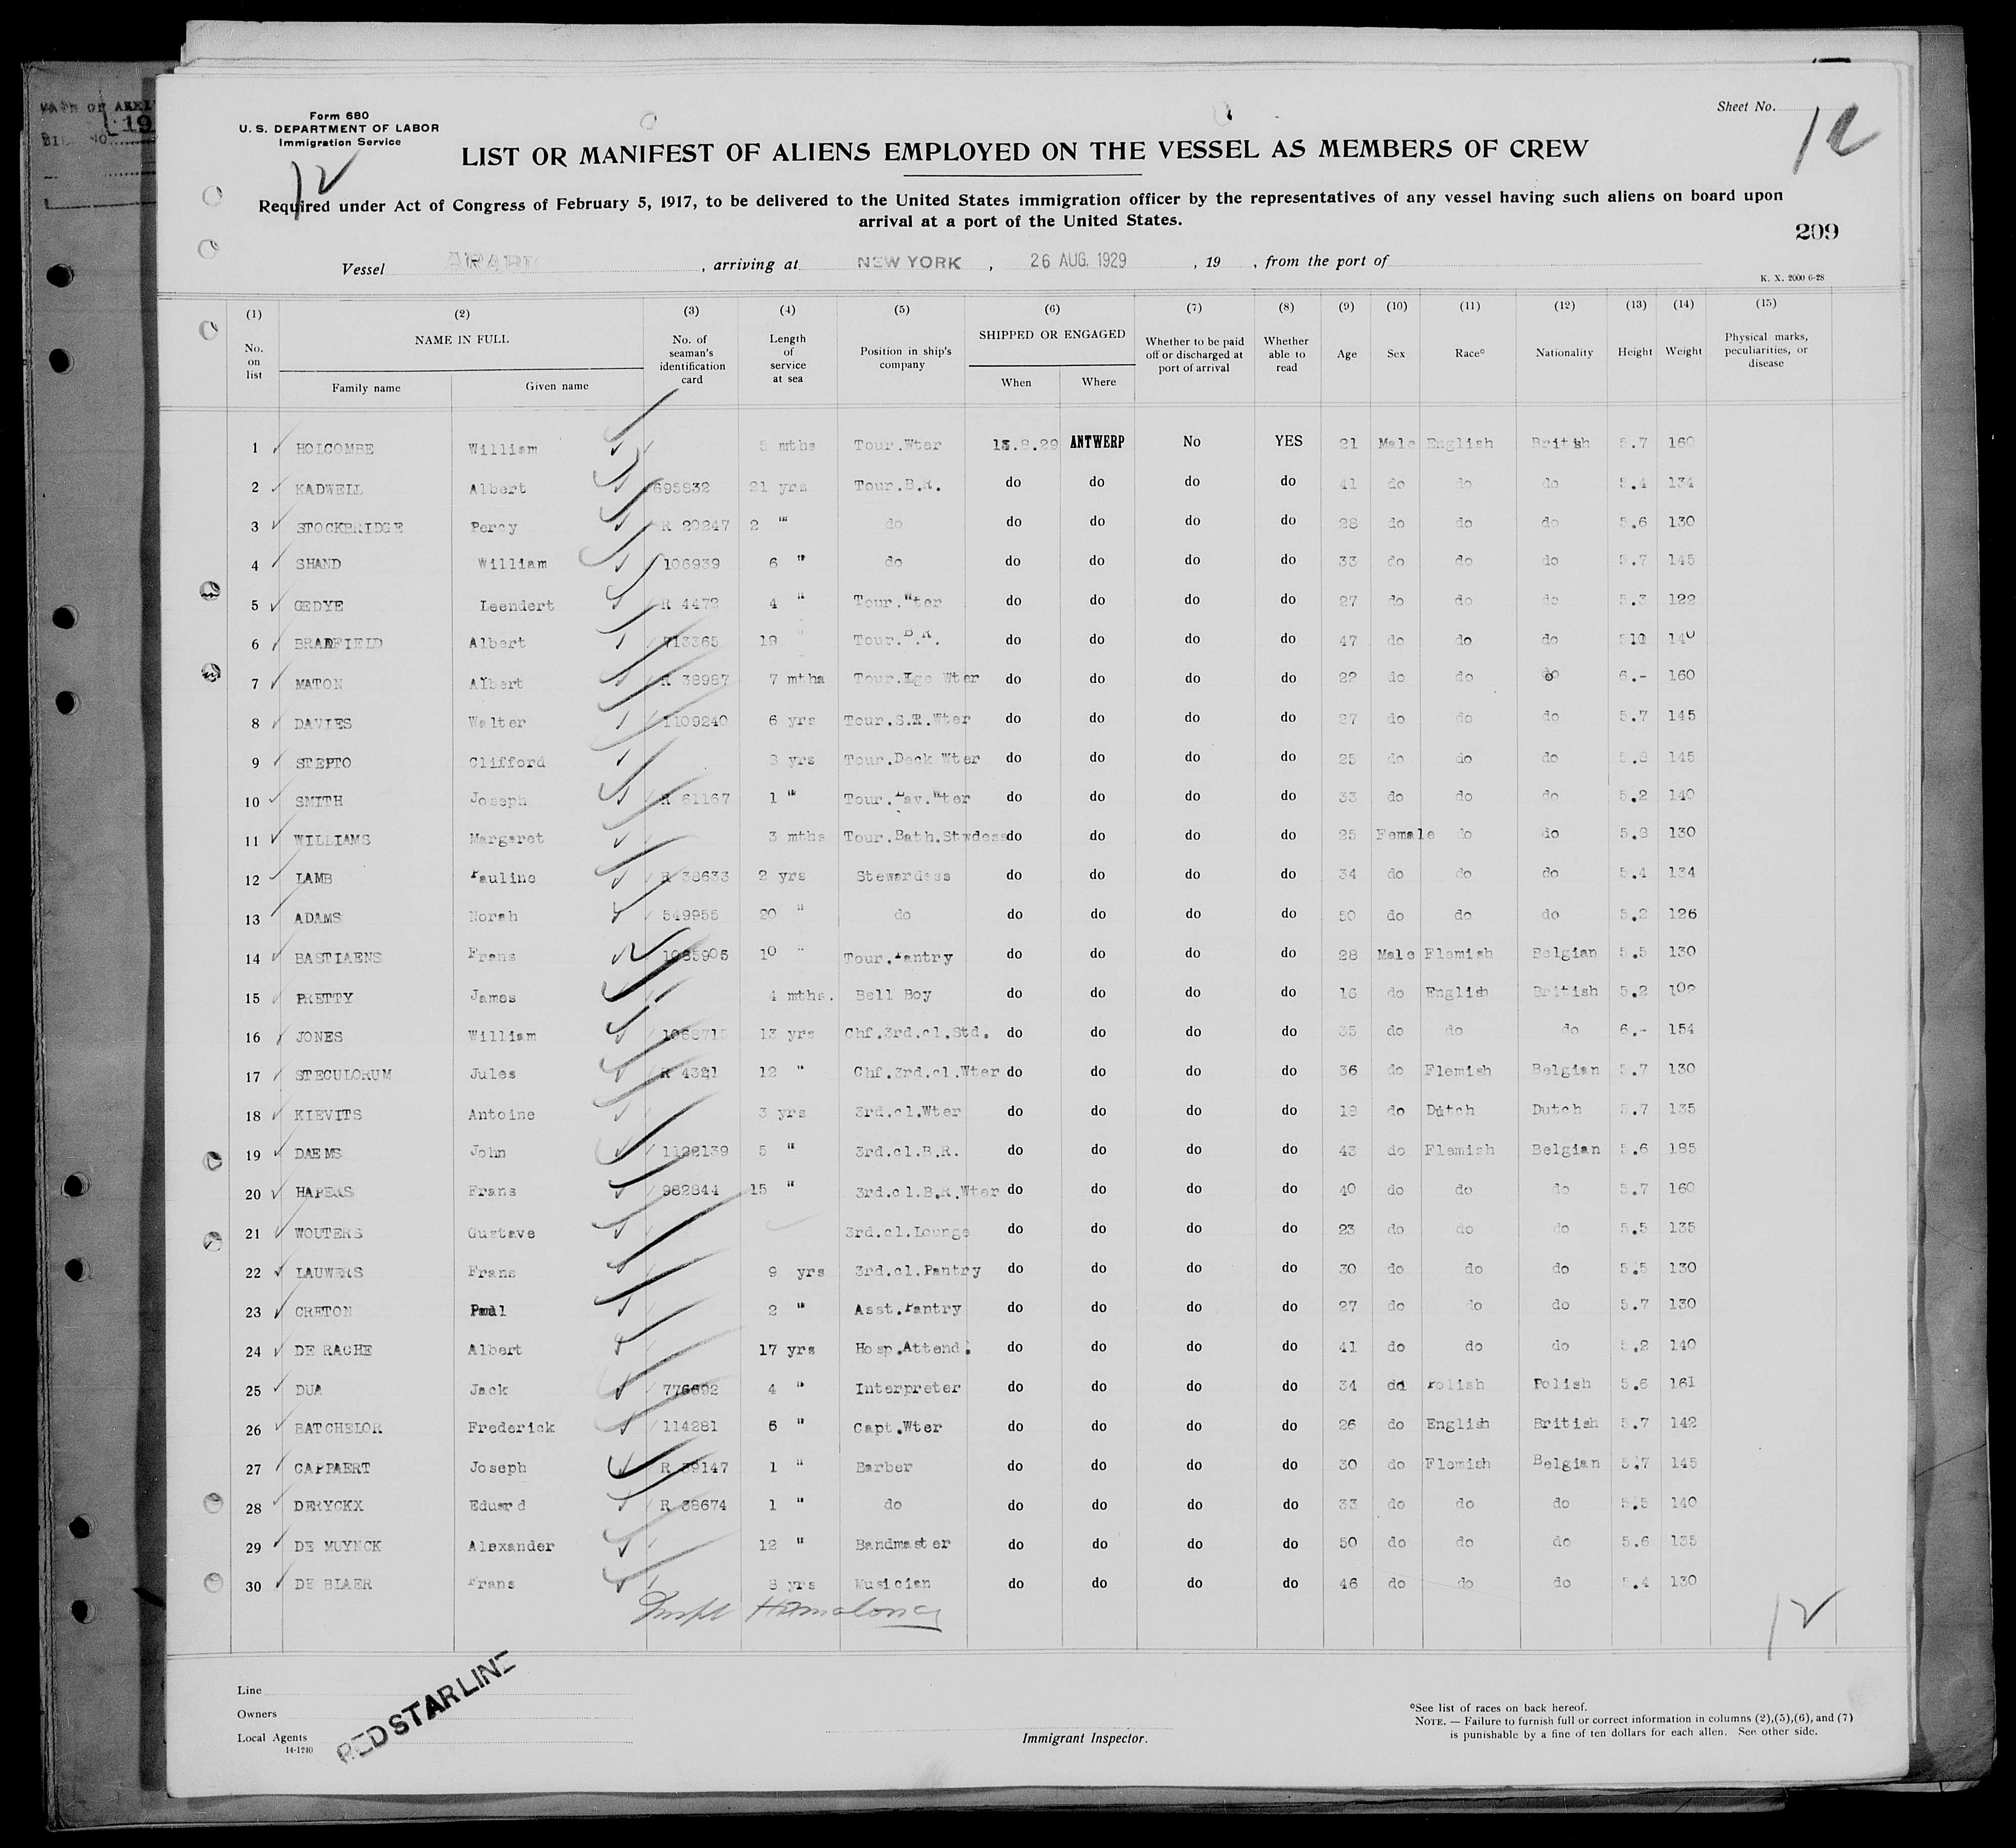 Form 680
U. S. DEPARTMENT OF LABOR
Immigration Service
Sheet No.
12
12
LIST OR MANIFEST OF ALIENS EMPLOYED ON THE VESSEL AS MEMBERS OF CREW
Required under Act of Congress of February 5, 1917, to be delivered to the United States immigration officer by the representatives of any vessel having such aliens on board upon
arrival at a port of the United States.
209
Vessel ARABIC, arriving at NEW YORK, 26 AUG. 1929, 19 , from the port of
K. X. 2000 6-28
(1) (2) (3) (4) (5) (6) (7) (8) (9) (10) (11) (12) (13) (14) (15)
No. on list NAME IN FULL Family name Given name No. of seaman's identification card Length of service at sea Position in ship's company SHIPPED OR ENGAGED When Where Whether to be paid off or discharged at port of arrival Whether able to read Age Sex Race° Nationality Height Weight Physical marks, peculiarities, or disease
1 HOLCOMBE William 5 mths Tour.Wter 13.8.29 ANTWERP No YES 21 Male English British 5.7 160
2 KADWELL Albert 695832 21 yrs Tour.B.R. do do do do 41 do do do 5.4 134
3 STOCKBRIDGE Percy R 20247 2 " do do do do do 28 do do do 5.6 130
4 SHAND William 106939 6 " do do do do do 33 do do do 5.7 145
5 GEDYE Leendert R 4472 4 " Tour.Wter do do do do 27 do do do 5.3 122
6 BRADFIELD Albert 713365 19 " Tour.B.R. do do do do 47 do do do 140
7 MATON Albert R 38987 7 mths Tour.Lge Wter do do do do 22 do do do 6.- 160
8 DAVIES Walter 1109240 6 yrs Tour.S.R.Wter do do do do 27 do do do 5.7 145
9 STEPTO Clifford 8 yrs Tour.Deck Wter do do do do 25 do do do 5.8 145
10 SMITH Joseph R 61167 1 " Tour.Lav.Wter do do do do 33 do do do 5.2 140
11 WILLIAMS Margaret 3 mths Tour.Bath.Stwdess do do do do 25 Female do do 5.8 130
12 LAMB Pauline R 38633 2 yrs Stewardess do do do do 34 do do do 5.4 134
13 ADAMS Norah 549955 20 " do do do do do 50 do do do 5.2 126
14 BASTIAENS Frans 1085905 10 " Tour.Pantry do do do do 28 Male Flemish Belgian 5.5 130
15 PRETTY James 4 mths. Bell Boy do do do do 16 do English British 5.2 102
16 JONES William 1068715 13 yrs Chf.3rd.cl.Std. do do do do 35 do do do 6.- 154
17 STECULORUM Jules R 4321 12 " Chf.3rd.cl.Wter do do do do 36 do Flemish Belgian 5.7 130
18 KIEVITS Antoine 3 yrs 3rd.cl.Wter do do do do 19 do Dutch Dutch 5.7 135
19 DAEMS John 1122139 5 " 3rd.cl.B.R. do do do do 43 do Flemish Belgian 5.6 185
20 HAPERS Frans 982844 15 " 3rd.cl.B.R.Wter do do do do 40 do do do 5.7 160
21 WOUTERS Gustave 3rd.cl.Lounge do do do do 23 do do do 5.5 135
22 LAUWERS Frans 9 yrs 3rd.cl.Pantry do do do do 30 do do do 5.5 130
23 CRETON Paul 2 " Asst.Pantry do do do do 27 do do do 5.7 130
24 DE RACHE Albert 17 yrs Hosp.Attend. do do do do 41 do do do 5.2 140
25 DUA Jack 776692 4 " Interpreter do do do do 34 do Polish Polish 5.6 161
26 BATCHELOR Frederick 114281 6 " Capt.Wter do do do do 26 do English British 5.7 142
27 CAPPAERT Joseph R 39147 1 " Barber do do do do 30 do Flemish Belgian 5.7 145
28 DERYCKX Eduard R 38674 1 " do do do do do 33 do do do 5.5 140
29 DE MUYNCK Alexander 12 " Bandmaster do do do do 50 do do do 5.6 135
30 DE BLAER Frans 8 yrs Musician do do do do 46 do do do 5.4 130
12
Line
Owners
Local Agents
14-1240
RED STAR LINE
Immigrant Inspector.
°See list of races on back hereof.
NOTE. — Failure to furnish full or correct information in columns (2),(5),(6), and (7)
is punishable by a fine of ten dollars for each alien. See other side.